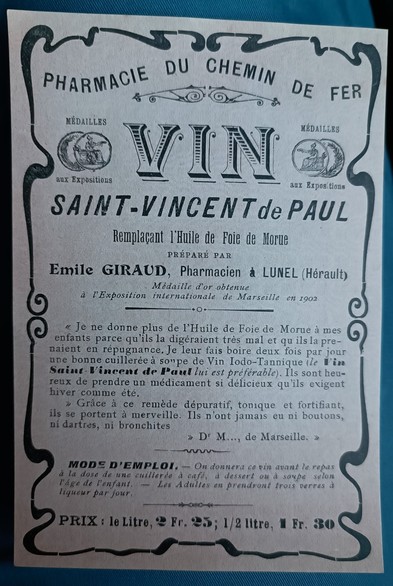 PHARMACIE DU CHEMIN DE FER
MÉDAILLES
aux Expositions
VIN
MÉDAILLES
aux Expositions
SAINT-VINCENT de PAUL
Remplaçant l'Huile de Foie de Morue
PRÉPARÉ PAR
Emile GIRAUD, Pharmacien à LUNEL (Hérault)
Médaille d'or obtenue
à l'Exposition internationale de Marseille en 1902
« Je ne donne plus de l'Huile de Foie de Morue à mes
enfants parce qu'ils la digéraient très mal et qu'ils la pre-
naient en répugnance. Je leur fais boire deux fois par jour
une bonne cuillerée à soupe de Vin Iodo-Tannique (le Vin
Saint-Vincent de Paul lui est préférable). Ils sont heu-
reux de prendre un médicament si délicieux qu'ils exigent
hiver comme été.
» Grâce à ce remède dépuratif, tonique et fortifiant,
ils se portent à merveille. Ils n'ont jamais eu ni boutons,
ni dartres, ni bronchites
» Dr M..., de Marseille. »
MODE D'EMPLOI. — On donnera ce vin avant le repas
à la dose de une cuillerée à café, à dessert ou à soupe selon
l'âge de l'enfant. — Les Adultes en prendront trois verres à
liqueur par jour.
PRIX : le Litre, 2 Fr. 25 ; 1/2 litre, 1 Fr. 30